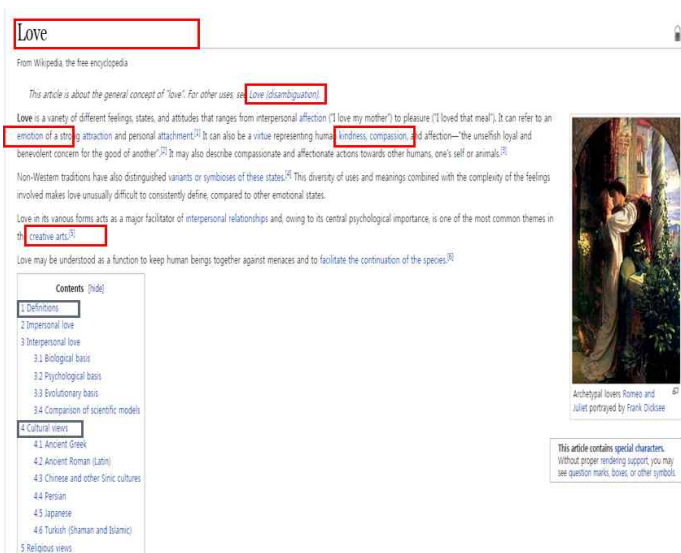 Love
From Wikipedia, the free encyclopedia
This article is about the general concept of "love". For other uses, see Love (disambiguation).
Love is a variety of different feelings, states, and attitudes that ranges from interpersonal affection ("I love my mother") to pleasure ("I loved that meal"). It can refer to an
emotion of a strong attraction and personal attachment.[1] It can also be a virtue representing human kindness, compassion, and affection—"the unselfish loyal and
benevolent concern for the good of another".[2] It may also describe compassionate and affectionate actions towards other humans, one's self or animals.[3]
Non-Western traditions have also distinguished variants or symbioses of these states.[4] This diversity of uses and meanings combined with the complexity of the feelings
involved makes love unusually difficult to consistently define, compared to other emotional states.
Love in its various forms acts as a major facilitator of interpersonal relationships and, owing to its central psychological importance, is one of the most common themes in
the creative arts.[5]
Love may be understood as a function to keep human beings together against menaces and to facilitate the continuation of the species.[6]
Contents [hide]
1 Definitions
2 Impersonal love
3 Interpersonal love
3.1 Biological basis
3.2 Psychological basis
3.3 Evolutionary basis
3.4 Comparison of scientific models
4 Cultural views
4.1 Ancient Greek
4.2 Ancient Roman (Latin)
4.3 Chinese and other Sinic cultures
4.4 Persian
4.5 Japanese
4.6 Turkish (Shaman and Islamic)
5 Religious views
Archetypal lovers Romeo and
Juliet portrayed by Frank Dicksee
This article contains special characters.
Without proper rendering support, you may
see question marks, boxes, or other symbols.